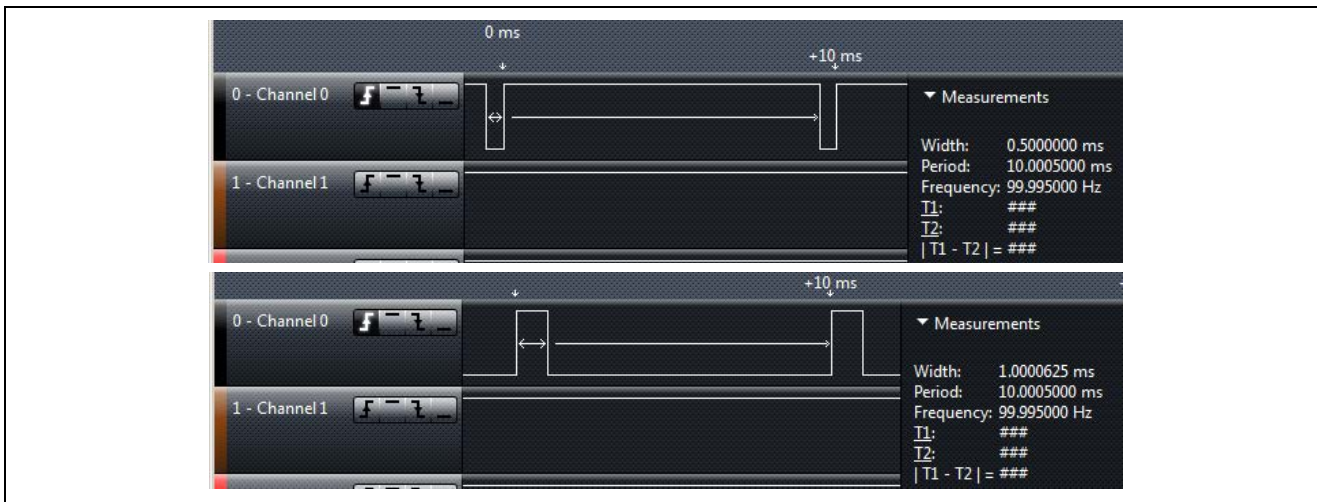 0 ms
+10 ms
0 - Channel 0
▼ Measurements
Width: 0.5000000 ms
Period: 10.0005000 ms
1 - Channel 1
Frequency: 99.995000 Hz
T1: ###
T2: ###
| T1 - T2 | = ###
+10 ms
0 - Channel 0
▼ Measurements
Width: 1.0000625 ms
Period: 10.0005000 ms
1 - Channel 1
Frequency: 99.995000 Hz
T1: ###
T2: ###
| T1 - T2 | = ###